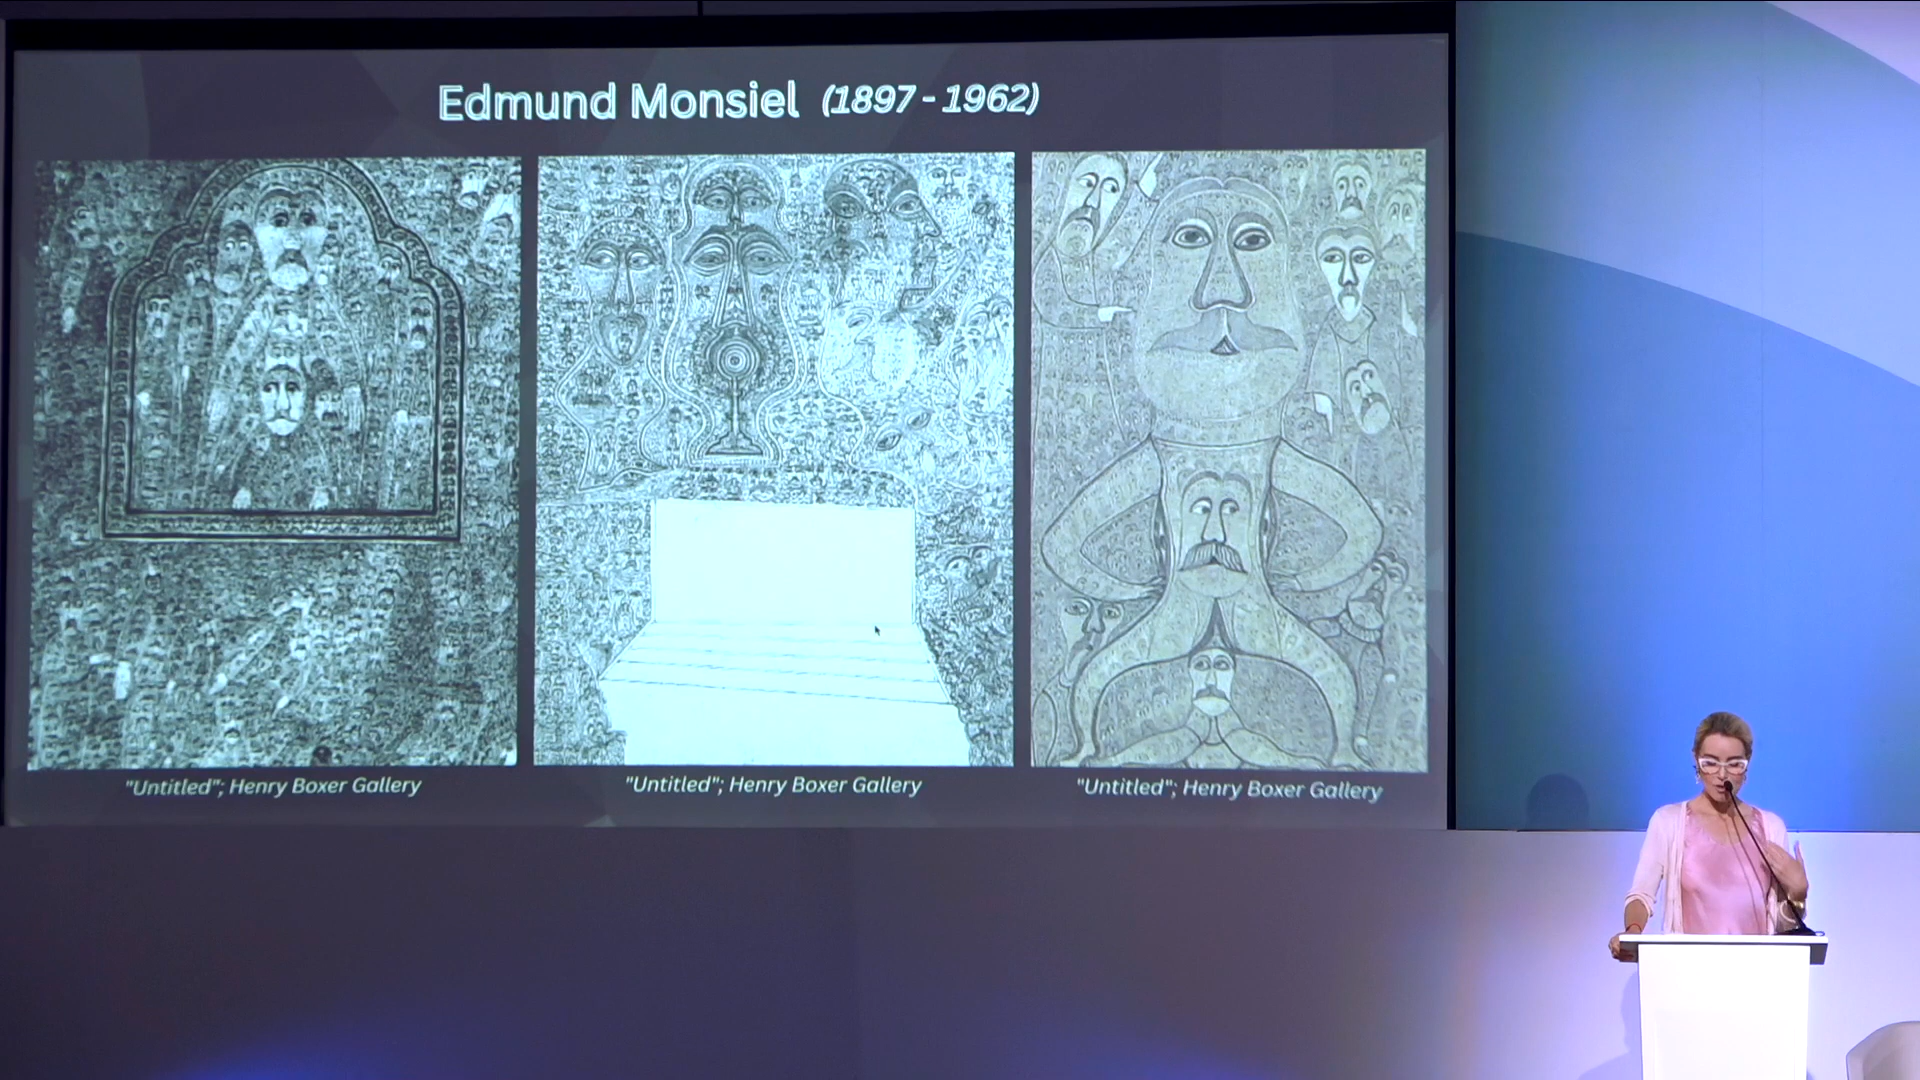 Edmund Monsiel (1897 - 1962)
"Untitled"; Henry Boxer Gallery
"Untitled"; Henry Boxer Gallery
"Untitled"; Henry Boxer Gallery